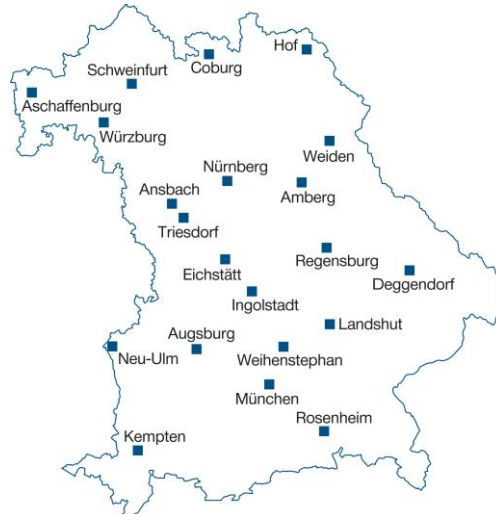 Hof
Coburg
Schweinfurt
Aschaffenburg
Würzburg
Weiden
Nürnberg
Amberg
Ansbach
Triesdorf
Regensburg
Eichstätt
Deggendorf
Ingolstadt
Landshut
Augsburg
Neu-Ulm
Weihenstephan
München
Rosenheim
Kempten